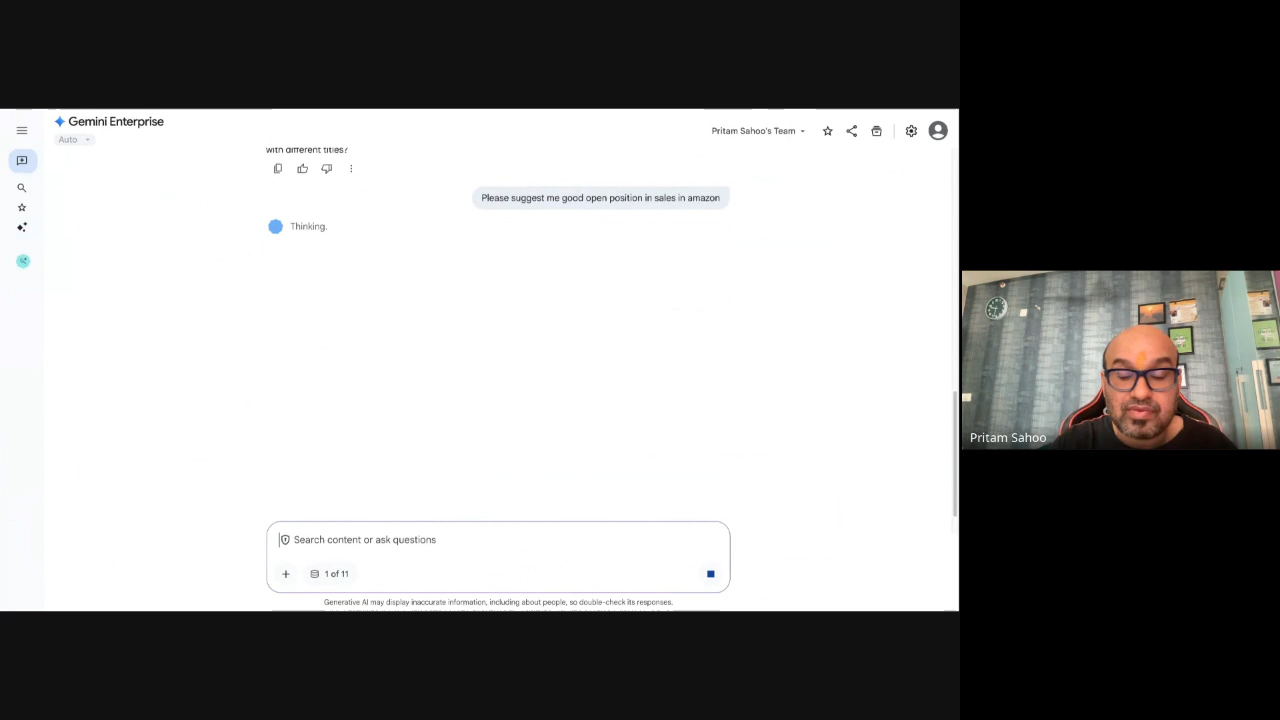 Gemini Enterprise
Auto
Pritam Sahoo's Team
with different titles?
Please suggest me good open position in sales in amazon
Thinking.
Search content or ask questions
1 of 11
Generative AI may display inaccurate information, including about people, so double-check its responses.
Pritam Sahoo